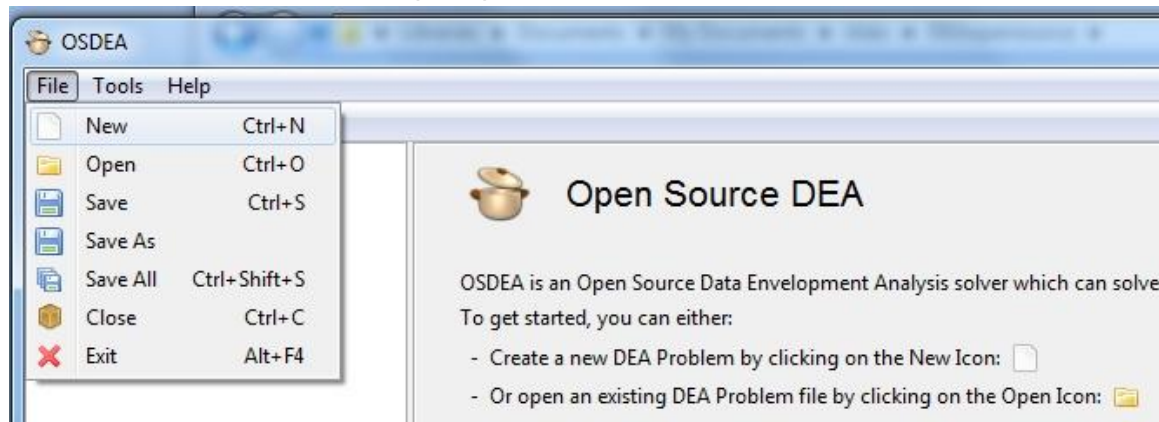 OSDEA
File Tools Help
New Ctrl+N
Open Ctrl+O
Save Ctrl+S
Save As
Save All Ctrl+Shift+S
Close Ctrl+C
Exit Alt+F4
Open Source DEA
OSDEA is an Open Source Data Envelopment Analysis solver which can solve
To get started, you can either:
- Create a new DEA Problem by clicking on the New Icon:
- Or open an existing DEA Problem file by clicking on the Open Icon: